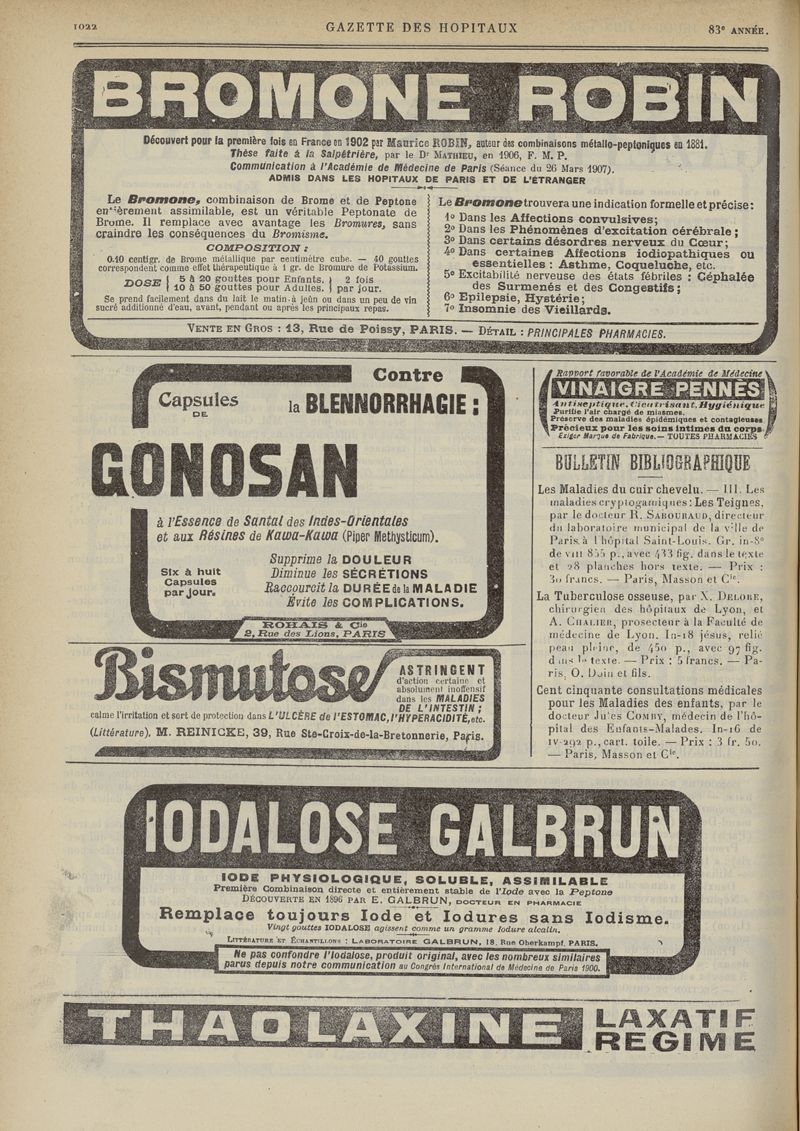 1022
GAZETTE DES HOPITAUX
83e ANNÉE.
BROMONE ROBIN
Découvert pour la première fois en France en 1902 par Maurice ROBIN, auteur des combinaisons métallo-peptoniques en 1881.
Thèse faite à la Salpétrière, par le Dr MATHIEU, en 1906, F. M. P.
Communication à l'Académie de Médecine de Paris (Séance du 26 Mars 1907).
ADMIS DANS LES HOPITAUX DE PARIS ET DE L'ETRANGER
Le Bromone, combinaison de Brome et de Peptone
entièrement assimilable, est un véritable Peptonate de
Brome. Il remplace avec avantage les Bromures, sans
craindre les conséquences du Bromisme.
COMPOSITION :
0.40 centigr. de Brome métallique par centimètre cube. — 40 gouttes
correspondent comme effet thérapeutique à 1 gr. de Bromure de Potassium.
DOSE { 5 à 20 gouttes pour Enfants. } 2 fois
{ 10 à 50 gouttes pour Adultes. } par jour.
Se prend facilement dans du lait le matin à jeûn ou dans un peu de vin
sucré additionné d'eau, avant, pendant ou après les principaux repas.
Le Bromone trouvera une indication formelle et précise :
1o Dans les Affections convulsives;
2o Dans les Phénomènes d'excitation cérébrale;
3o Dans certains désordres nerveux du Cœur;
4o Dans certaines Affections iodiopathiques ou
essentielles : Asthme, Coqueluche, etc.
5o Excitabilité nerveuse des états fébriles : Céphalée
des Surmenés et des Congestifs;
6o Epilepsie, Hystérie;
7o Insomnie des Vieillards.
VENTE EN GROS : 13, Rue de Poissy, PARIS. — DÉTAIL : PRINCIPALES PHARMACIES.
Contre
Capsules
DE
la BLENNORRHAGIE :
GONOSAN
à l'Essence de Santal des Indes-Orientales
et aux Résines de Kawa-Kawa (Piper Methysticum).
Six à huit
Capsules
par jour.
Supprime la DOULEUR
Diminue les SÉCRÉTIONS
Raccourcit la DURÉE de la MALADIE
Évite les COMPLICATIONS.
ROHAIS & Cie
2, Rue des Lions, PARIS
Bismutose
ASTRINGENT
d'action certaine et
absolument inoffensif
dans les MALADIES
DE L'INTESTIN;
calme l'irritation et sert de protection dans L'ULCÈRE de l'ESTOMAC, l'HYPERACIDITÉ, etc.
(Littérature). M. REINICKE, 39, Rue Ste-Croix-de-la-Bretonnerie, Paris.
Rapport favorable de l'Académie de Médecine
VINAIGRE PENNÈS
Antiseptique, Cicatrisant, Hygiénique
Purifie l'air chargé de miasmes.
Préserve des maladies épidémiques et contagieuses
Précieux pour les soins intimes du corps.
Exiger Marque de Fabrique. — TOUTES PHARMACIES
BULLETIN BIBLIOGRAPHIQUE
Les Maladies du cuir chevelu. — III. Les
maladies cryptogamiques : Les Teignes,
par le docteur R. SABOURAUD, directeur
du laboratoire municipal de la ville de
Paris à l'hôpital Saint-Louis. Gr. in-8o
de VIII 855 p., avec 433 fig. dans le texte
et 28 planches hors texte. — Prix :
30 francs. — Paris, Masson et Cie.
La Tuberculose osseuse, par X. DELORE,
chirurgien des hôpitaux de Lyon, et
A. CHALIER, prosecteur à la Faculté de
médecine de Lyon. In-18 jésus, relié
peau pleine, de 450 p., avec 97 fig.
dans le texte. — Prix : 5 francs. — Pa-
ris, O. Doin et fils.
Cent cinquante consultations médicales
pour les Maladies des enfants, par le
docteur Jules COMBY, médecin de l'hô-
pital des Enfants-Malades. In-16 de
IV-292 p., cart. toile. — Prix : 3 fr. 50.
— Paris, Masson et Cie.
IODALOSE GALBRUN
IODE PHYSIOLOGIQUE, SOLUBLE, ASSIMILABLE
Première Combinaison directe et entièrement stable de l'Iode avec la Peptone
DÉCOUVERTE EN 1896 PAR E. GALBRUN, DOCTEUR EN PHARMACIE
Remplace toujours Iode et Iodures sans Iodisme.
Vingt gouttes IODALOSE agissent comme un gramme Iodure alcalin.
LITTÉRATURE ET ÉCHANTILLONS : LABORATOIRE GALBRUN, 18, Rue Oberkampf, PARIS.
Ne pas confondre l'Iodalose, produit original, avec les nombreux similaires
parus depuis notre communication au Congrès International de Médecine de Paris 1900.
THAOLAXINE
LAXATIF
REGIME